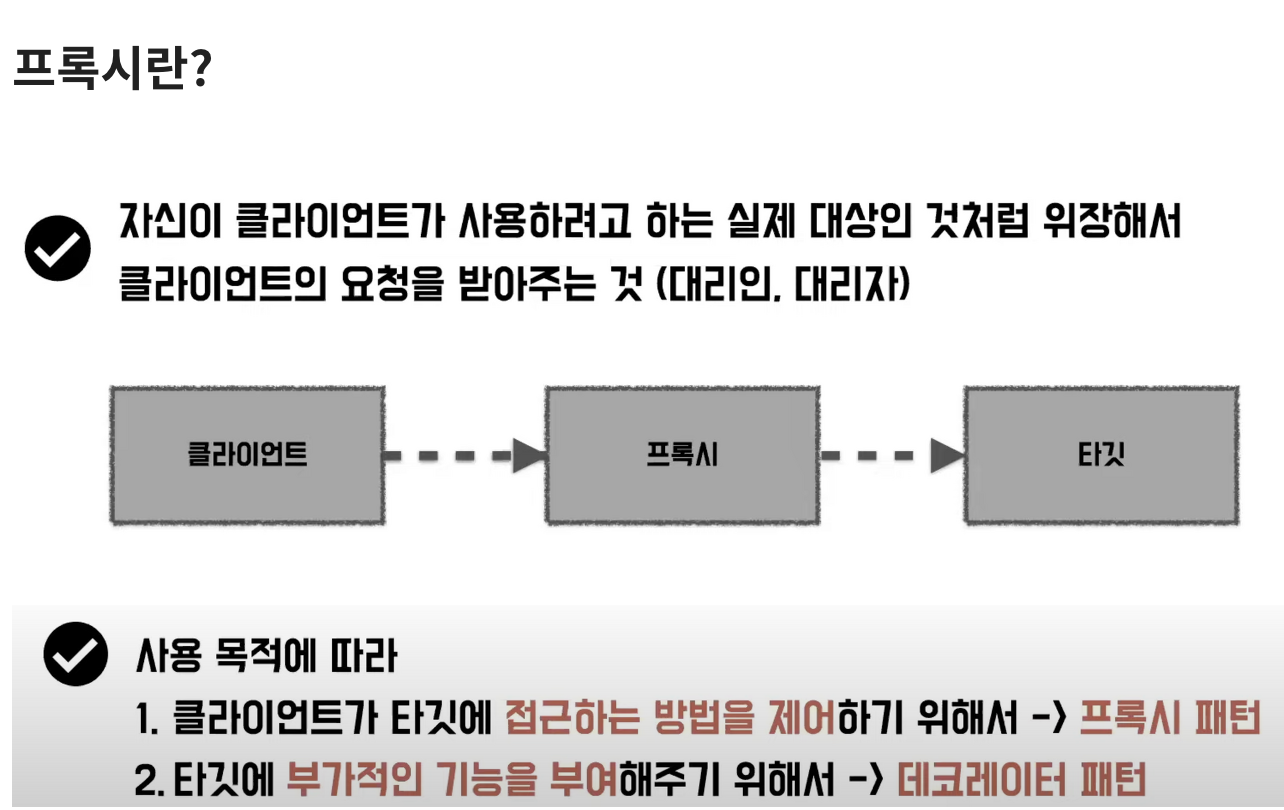 프록시란?
자신이 클라이언트가 사용하려고 하는 실제 대상인 것처럼 위장해서
클라이언트의 요청을 받아주는 것 (대리인, 대리자)
클라이언트
프록시
타깃
사용 목적에 따라
1. 클라이언트가 타깃에 접근하는 방법을 제어하기 위해서 -> 프록시 패턴
2. 타깃에 부가적인 기능을 부여해주기 위해서 -> 데코레이터 패턴